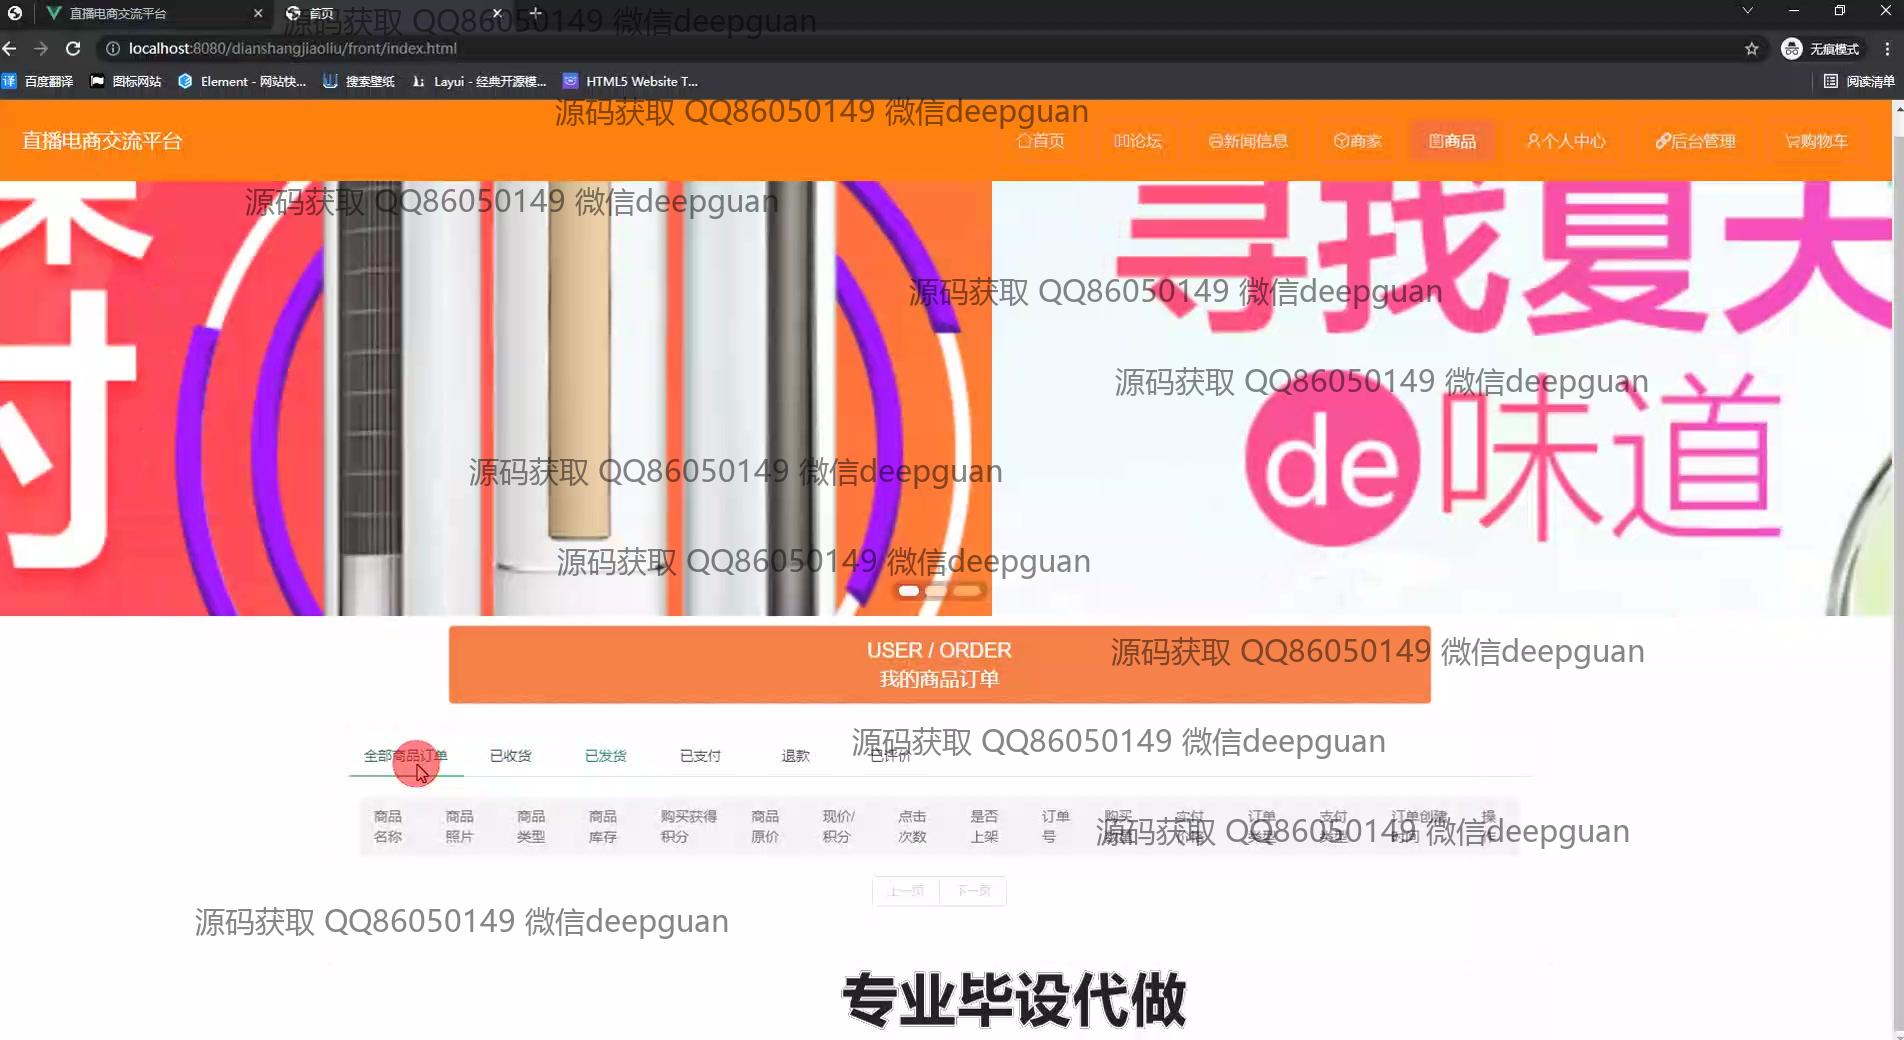 直播电商交流平台
首页
源码获取 QQ86050149 微信deepguan
localhost:8080/dianshangjiaoliu/front/index.html
无痕模式
译 百度翻译
图标网站
Element - 网站快...
搜索壁纸
Layui - 经典开源模...
HTML5 Website T...
阅读清单
源码获取 QQ86050149 微信deepguan
直播电商交流平台
首页
论坛
新闻信息
商家
商品
个人中心
后台管理
购物车
源码获取 QQ86050149 微信deepguan
寻找夏天
源码获取 QQ86050149 微信deepguan
源码获取 QQ86050149 微信deepguan
de味道
源码获取 QQ86050149 微信deepguan
源码获取 QQ86050149 微信deepguan
USER / ORDER
我的商品订单
源码获取 QQ86050149 微信deepguan
源码获取 QQ86050149 微信deepguan
全部商品订单
已收货
已发货
已支付
退款
已评价
商品名称
商品照片
商品类型
商品库存
购买获得积分
商品原价
现价/积分
点击次数
是否上架
订单号
购买数量
实付价格
订单类型
支付类型
订单创建时间
操作
源码获取 QQ86050149 微信deepguan
上一页
下一页
源码获取 QQ86050149 微信deepguan
专业毕设代做